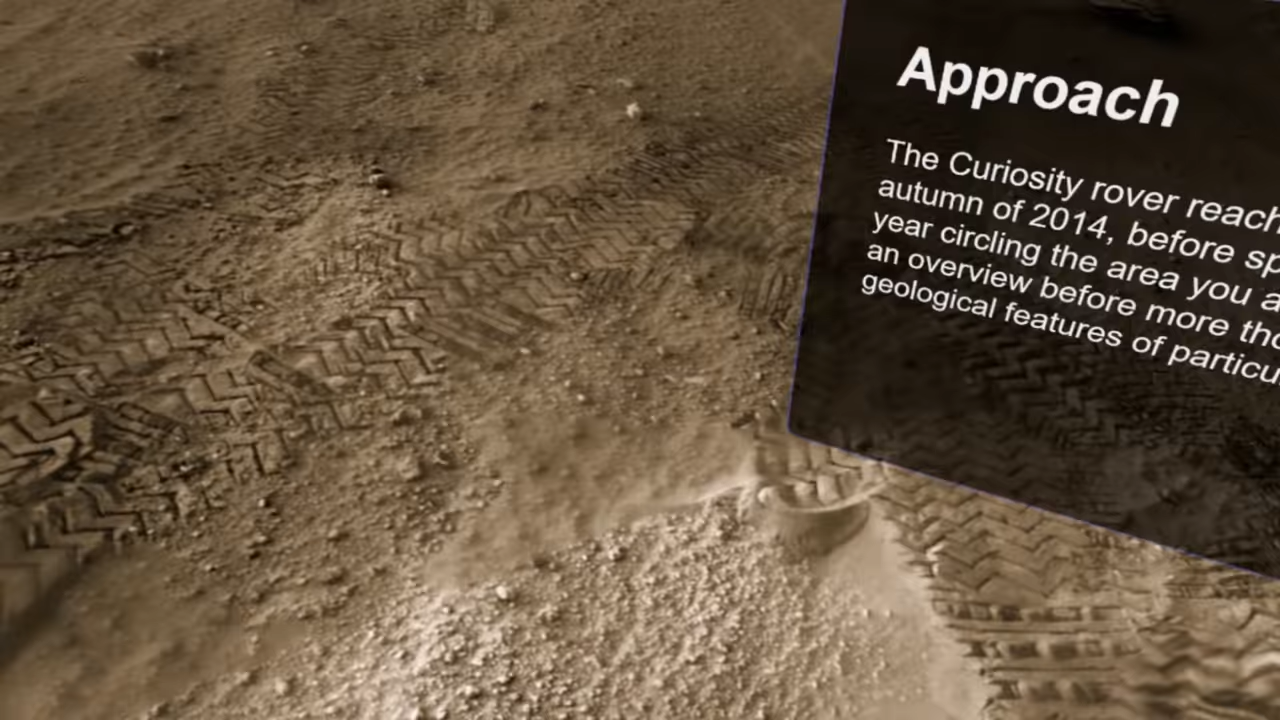 Approach
The Curiosity rover reach
autumn of 2014, before sp
year circling the area you a
an overview before more tho
geological features of particu